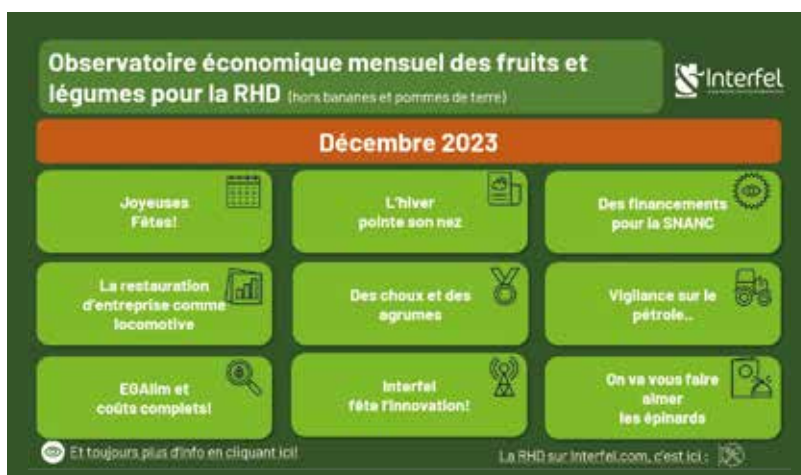 Observatoire économique mensuel des fruits et
légumes pour la RHD (hors bananes et pommes de terre)
Interfel
Décembre 2023
Joyeuses
Fêtes!
L'hiver
pointe son nez
Des financements
pour la SNANC
La restauration
d'entreprise comme
locomotive
Des choux et des
agrumes
Vigilance sur le
pétrole..
EGAlim et
coûts complets!
Interfel
fête l'innovation!
On va vous faire
aimer
les épinards
Et toujours plus d'info en cliquant ici!
La RHD sur Interfel.com, c'est ici :